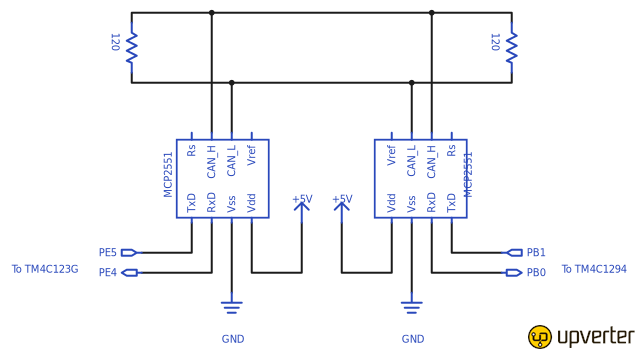 120
120
Rs
CAN_H
CAN_L
Vref
Vref
CAN_L
CAN_H
Rs
MCP2551
MCP2551
TxD
RxD
Vss
Vdd
Vdd
Vss
RxD
TxD
+5V
+5V
PE5
PB1
To TM4C123G
PE4
PB0
To TM4C1294
GND
GND
upverter